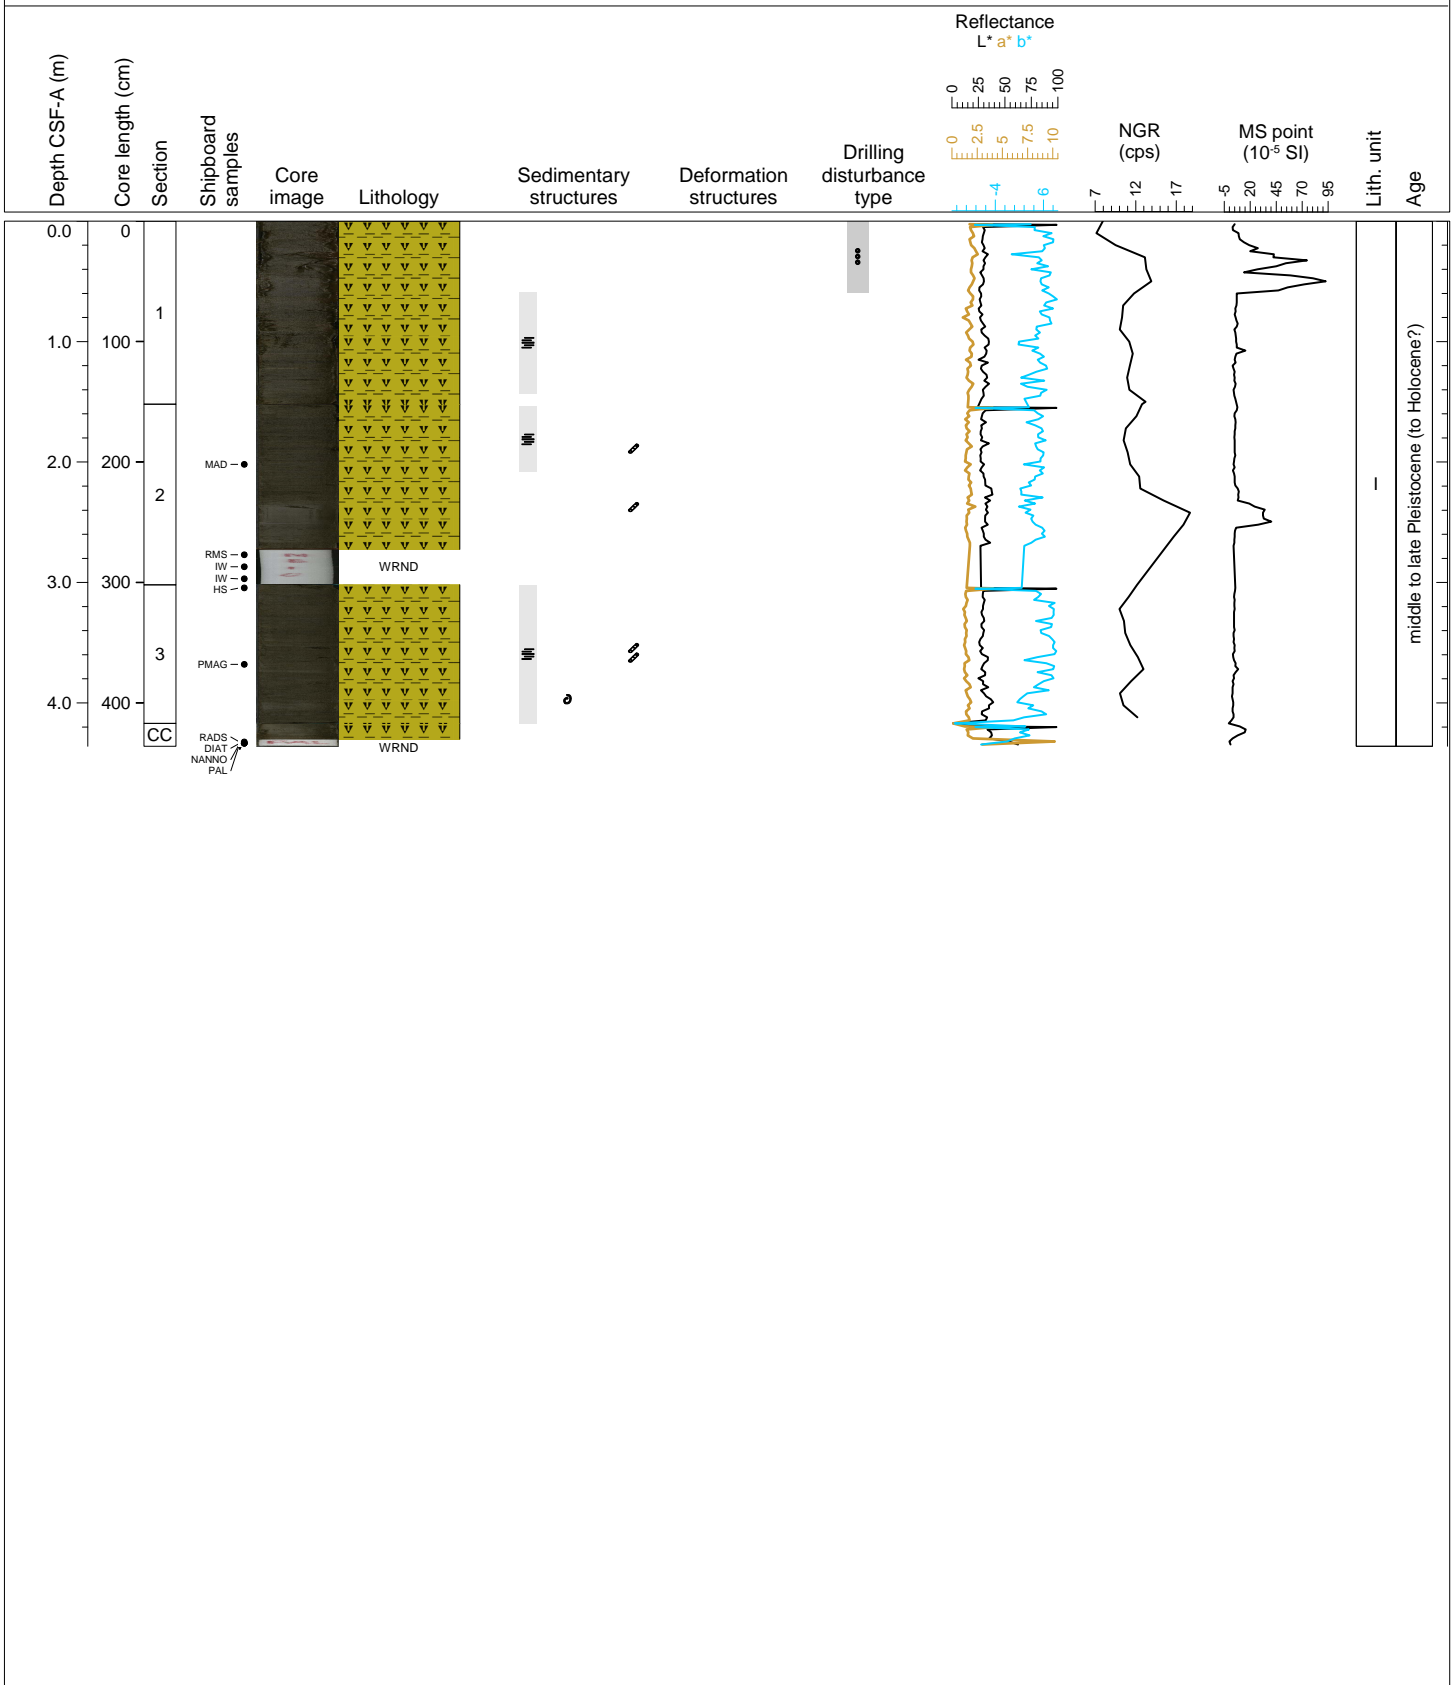 Reflectance
L* a* b*
0 25 50 75 100
0 2.5 5 7.5 10
-4 6
Depth CSF-A (m)
Core length (cm)
Section
Shipboard
samples
Core
image
Lithology
Sedimentary
structures
Deformation
structures
Drilling
disturbance
type
NGR
(cps)
7 12 17
MS point
(10-5 SI)
-5 20 45 70 95
Lith. unit
Age
0.0 0
1
1.0 100
MAD
2.0 200
2
RMS
IW
WRND
IW
3.0 300
HS
3
PMAG
4.0 400
CC
RADS
DIAT
WRND
NANNO
PAL
I
middle to late Pleistocene (to Holocene?)